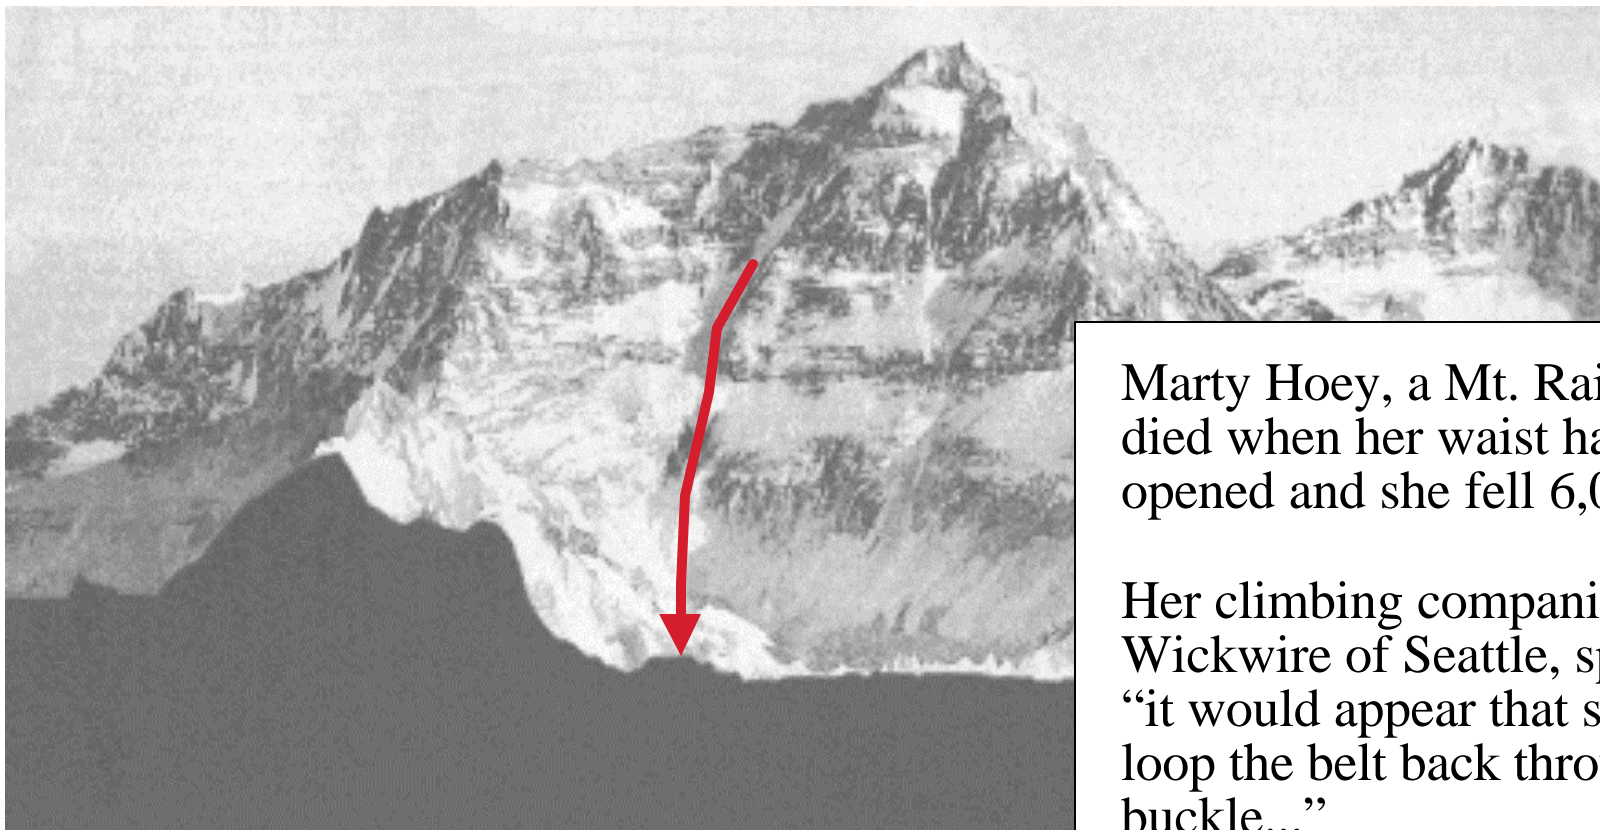 Marty Hoey, a Mt. Rai
died when her waist ha
opened and she fell 6,0
Her climbing compani
Wickwire of Seattle, sp
“it would appear that s
loop the belt back thro
buckle...”